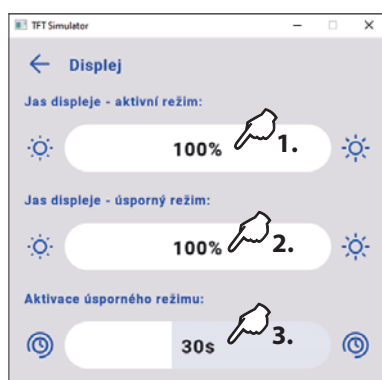 TFT Simulator
Displej
Jas displeje - aktivní režim:
100% 1.
Jas displeje - úsporný režim:
100% 2.
Aktivace úsporného režimu:
30s 3.